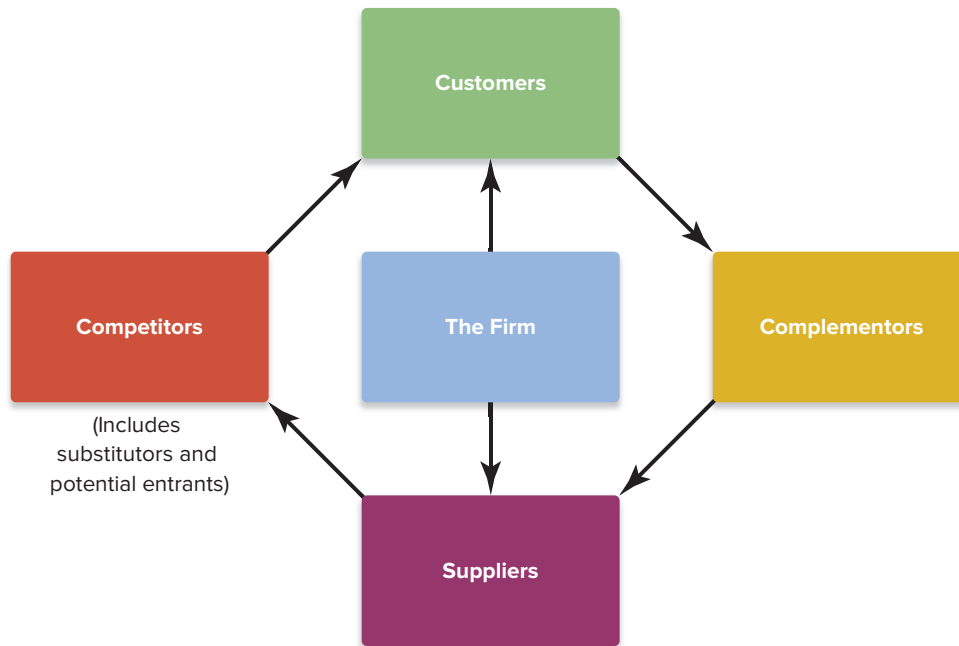 Customers
Competitors
The Firm
Complementors
(Includes
substitutors and
potential entrants)
Suppliers